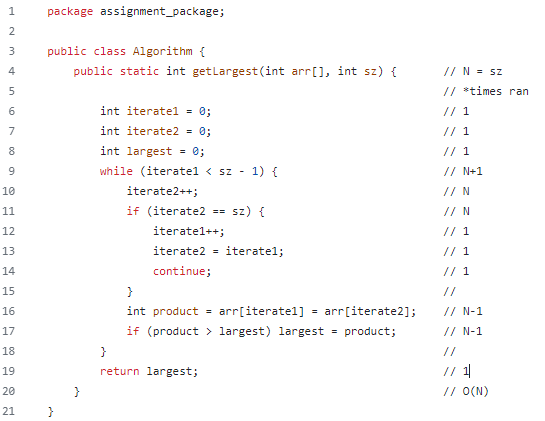 1 package assignment_package;
2
3 public class Algorithm {
4 public static int getLargest(int arr[], int sz) { // N = sz
5 // *times ran
6 int iterate1 = 0; // 1
7 int iterate2 = 0; // 1
8 int largest = 0; // 1
9 while (iterate1 < sz - 1) { // N+1
10 iterate2++; // N
11 if (iterate2 == sz) { // N
12 iterate1++; // 1
13 iterate2 = iterate1; // 1
14 continue; // 1
15 } //
16 int product = arr[iterate1] = arr[iterate2]; // N-1
17 if (product > largest) largest = product; // N-1
18 } //
19 return largest; // 1
20 } // O(N)
21 }